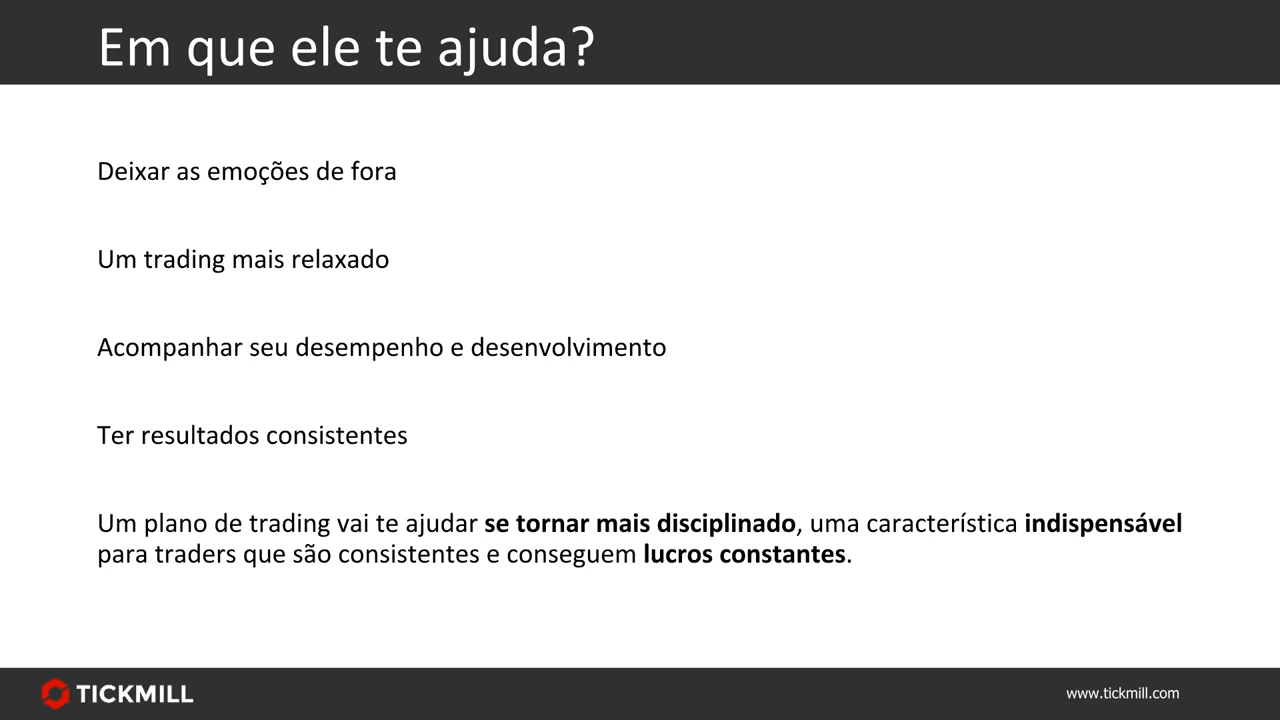 Em que ele te ajuda?
Deixar as emoções de fora
Um trading mais relaxado
Acompanhar seu desempenho e desenvolvimento
Ter resultados consistentes
Um plano de trading vai te ajudar se tornar mais disciplinado, uma característica indispensável
para traders que são consistentes e conseguem lucros constantes.
TICKMILL
www.tickmill.com